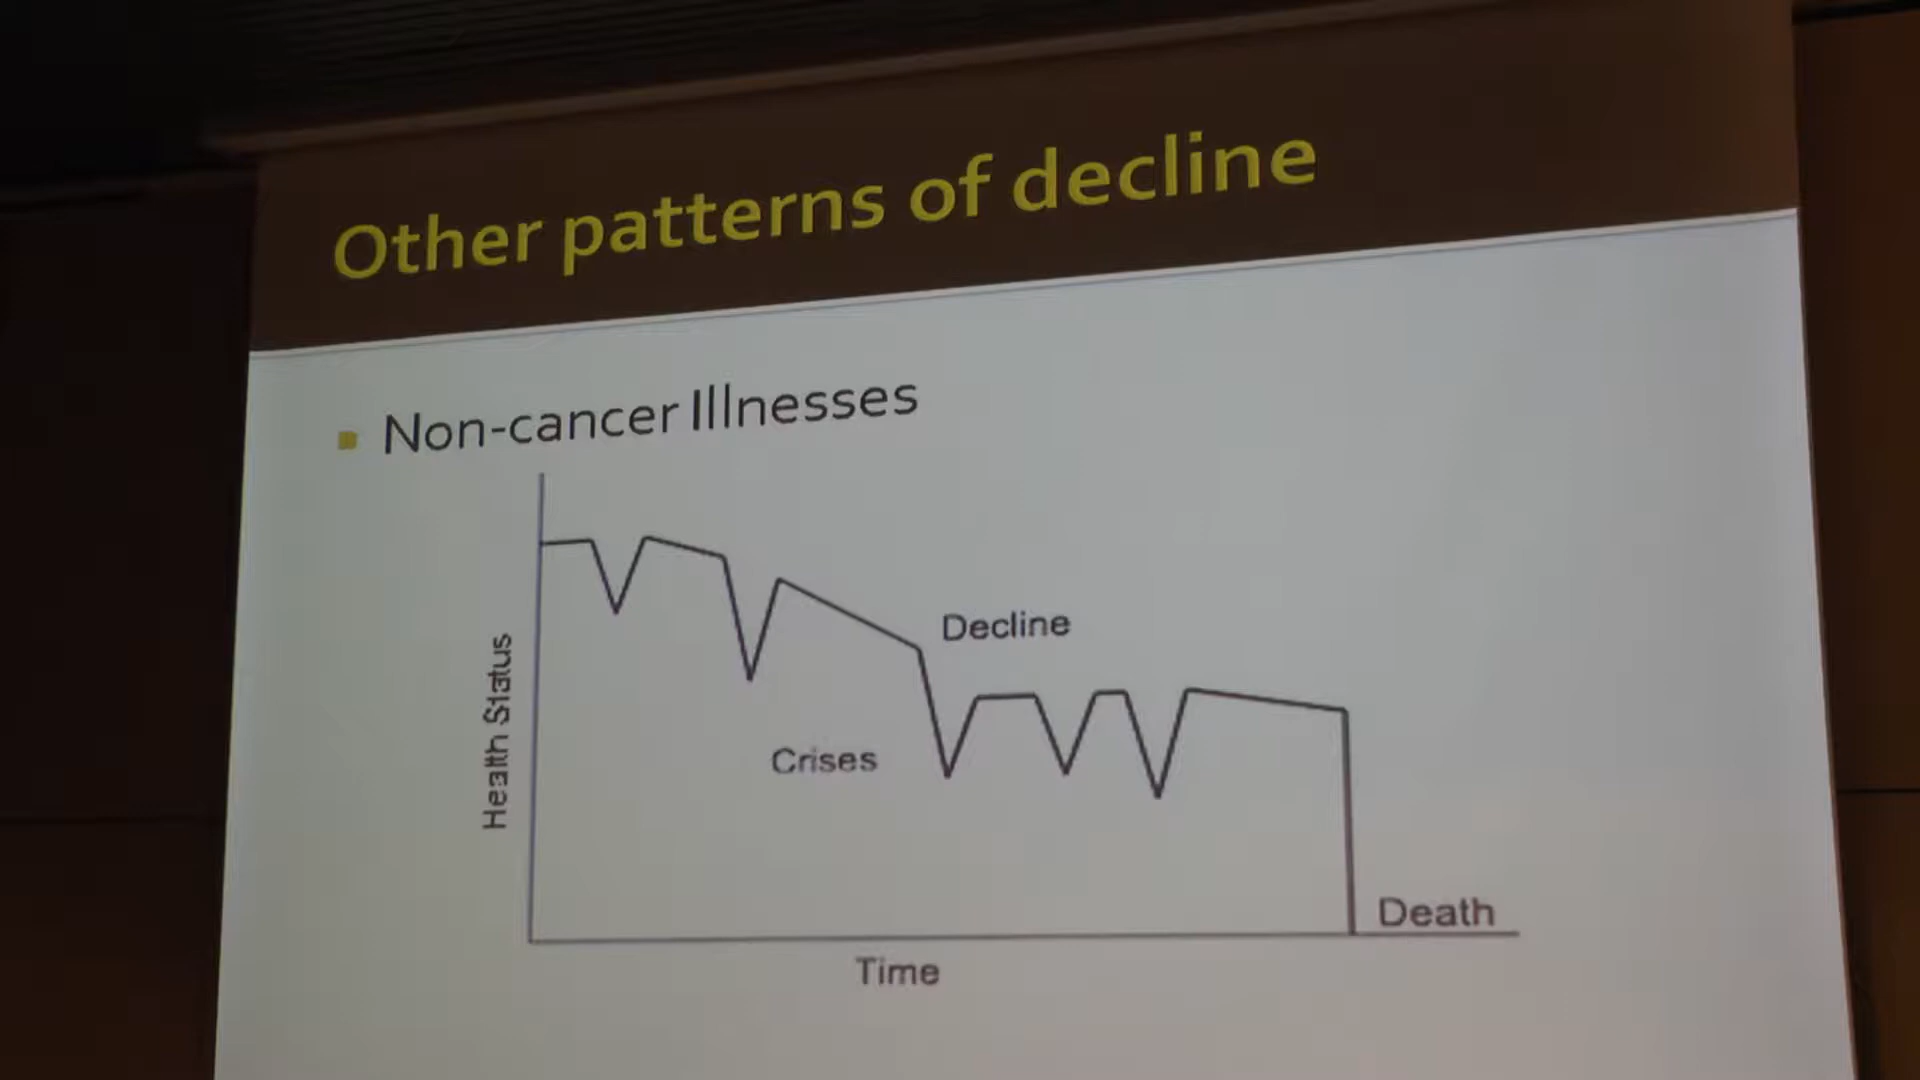 Other patterns of decline
Non-cancer Illnesses
Decline
Health Status
Crises
Death
Time